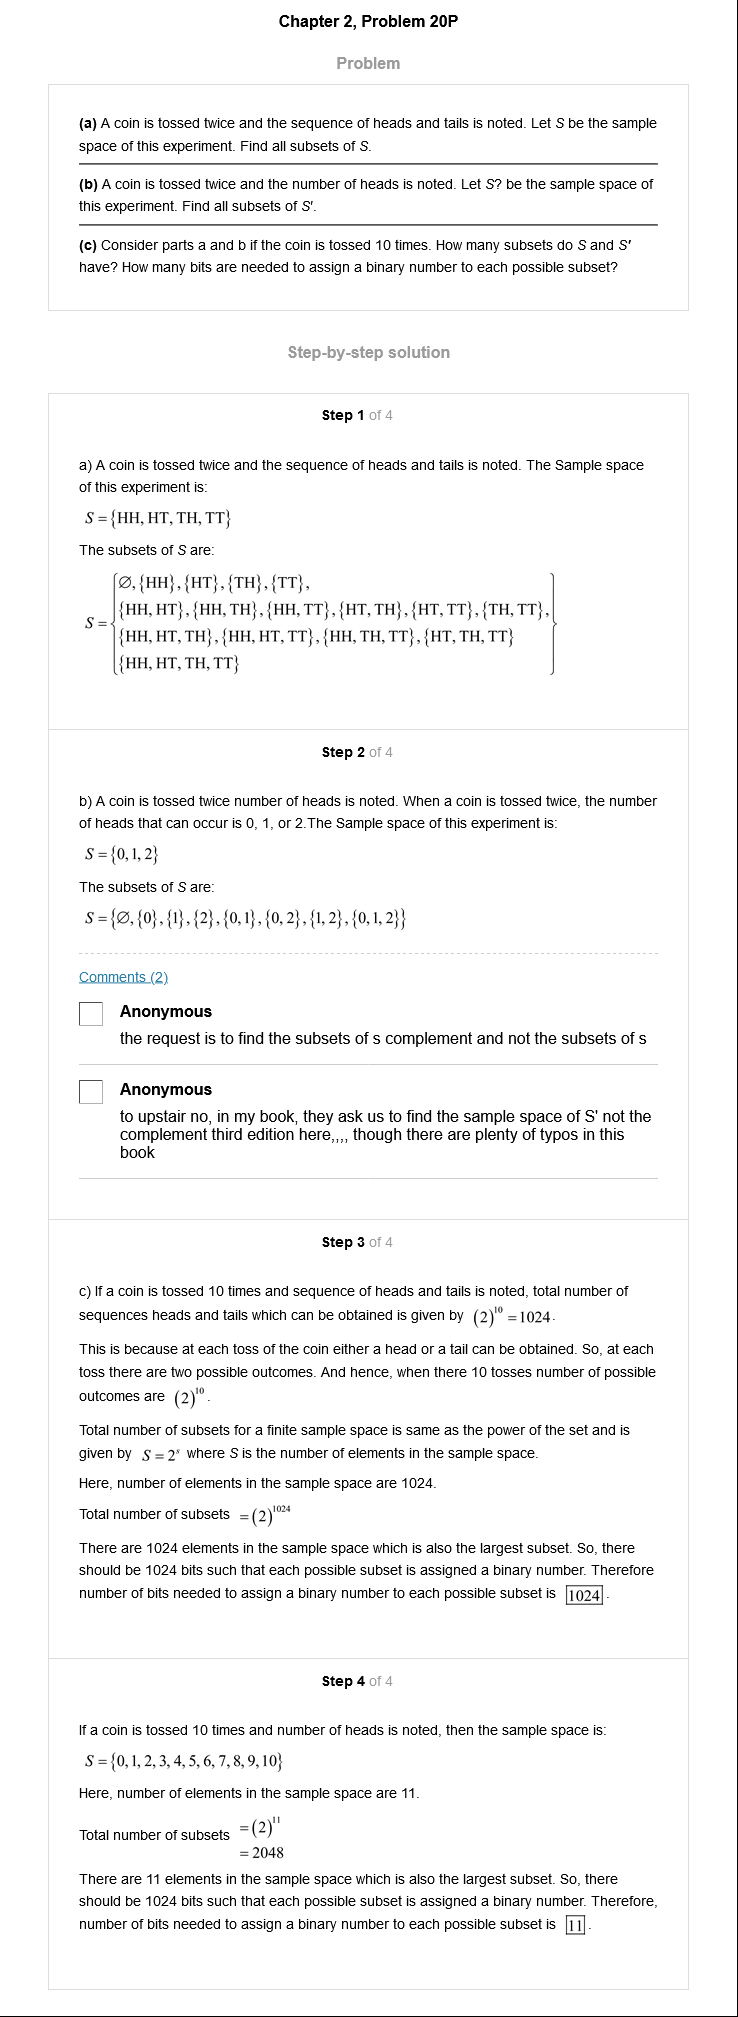 Chapter 2, Problem 20P
Problem
(a) A coin is tossed twice and the sequence of heads and tails is noted. Let S be the sample
space of this experiment. Find all subsets of S.
(b) A coin is tossed twice and the number of heads is noted. Let S? be the sample space of
this experiment. Find all subsets of S′.
(c) Consider parts a and b if the coin is tossed 10 times. How many subsets do S and S′
have? How many bits are needed to assign a binary number to each possible subset?
Step-by-step solution
Step 1 of 4
a) A coin is tossed twice and the sequence of heads and tails is noted. The Sample space
of this experiment is:
S = {HH, HT, TH, TT}
The subsets of S are:
S = {∅, {HH}, {HT}, {TH}, {TT},
{HH, HT}, {HH, TH}, {HH, TT}, {HT, TH}, {HT, TT}, {TH, TT},
{HH, HT, TH}, {HH, HT, TT}, {HH, TH, TT}, {HT, TH, TT}
{HH, HT, TH, TT}}
Step 2 of 4
b) A coin is tossed twice number of heads is noted. When a coin is tossed twice, the number
of heads that can occur is 0, 1, or 2.The Sample space of this experiment is:
S = {0, 1, 2}
The subsets of S are:
S = {∅, {0}, {1}, {2}, {0, 1}, {0, 2}, {1, 2}, {0, 1, 2}}
Comments (2)
Anonymous
the request is to find the subsets of s complement and not the subsets of s
Anonymous
to upstair no, in my book, they ask us to find the sample space of S' not the
complement third edition here,,,, though there are plenty of typos in this
book
Step 3 of 4
c) If a coin is tossed 10 times and sequence of heads and tails is noted, total number of
sequences heads and tails which can be obtained is given by (2)^10 = 1024.
This is because at each toss of the coin either a head or a tail can be obtained. So, at each
toss there are two possible outcomes. And hence, when there 10 tosses number of possible
outcomes are (2)^10.
Total number of subsets for a finite sample space is same as the power of the set and is
given by S = 2^s where S is the number of elements in the sample space.
Here, number of elements in the sample space are 1024.
Total number of subsets = (2)^1024
There are 1024 elements in the sample space which is also the largest subset. So, there
should be 1024 bits such that each possible subset is assigned a binary number. Therefore
number of bits needed to assign a binary number to each possible subset is 1024.
Step 4 of 4
If a coin is tossed 10 times and number of heads is noted, then the sample space is:
S = {0, 1, 2, 3, 4, 5, 6, 7, 8, 9, 10}
Here, number of elements in the sample space are 11.
Total number of subsets = (2)^11
= 2048
There are 11 elements in the sample space which is also the largest subset. So, there
should be 1024 bits such that each possible subset is assigned a binary number. Therefore,
number of bits needed to assign a binary number to each possible subset is 11.